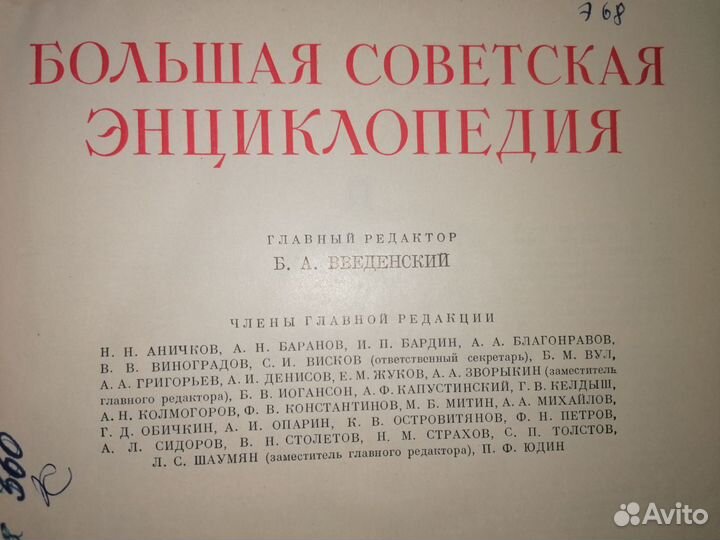 768
БОЛЬШАЯ СОВЕТСКАЯ
ЭНЦИКЛОПЕДИЯ
ГЛАВНЫЙ РЕДАКТОР
Б. А. ВВЕДЕНСКИЙ
ЧЛЕНЫ ГЛАВНОЙ РЕДАКЦИИ
Н. Н. АНИЧКОВ, А. Н. БАРАНОВ, И. П. БАРДИН, А. А. БЛАГОНРАВОВ,
В. В. ВИНОГРАДОВ, С. И. ВИСКОВ (ответственный секретарь), Б. М. ВУЛ,
А. А. ГРИГОРЬЕВ, А. И. ДЕНИСОВ, Е. М. ЖУКОВ, А. А. ЗВОРЫКИН (заместитель
главного редактора), Б. В. ИОГАНСОН, А. Ф. КАПУСТИНСКИЙ, Г. В. КЕЛДЫШ,
А. Н. КОЛМОГОРОВ, Ф. В. КОНСТАНТИНОВ, М. Б. МИТИН, А. А. МИХАЙЛОВ,
Г. Д. ОБИЧКИН, А. И. ОПАРИН, К. В. ОСТРОВИТЯНОВ, Ф. Н. ПЕТРОВ,
А. Л. СИДОРОВ, В. Н. СТОЛЕТОВ, Н. М. СТРАХОВ, С. П. ТОЛСТОВ,
Л. С. ШАУМЯН (заместитель главного редактора), П. Ф. ЮДИН
360
Avito